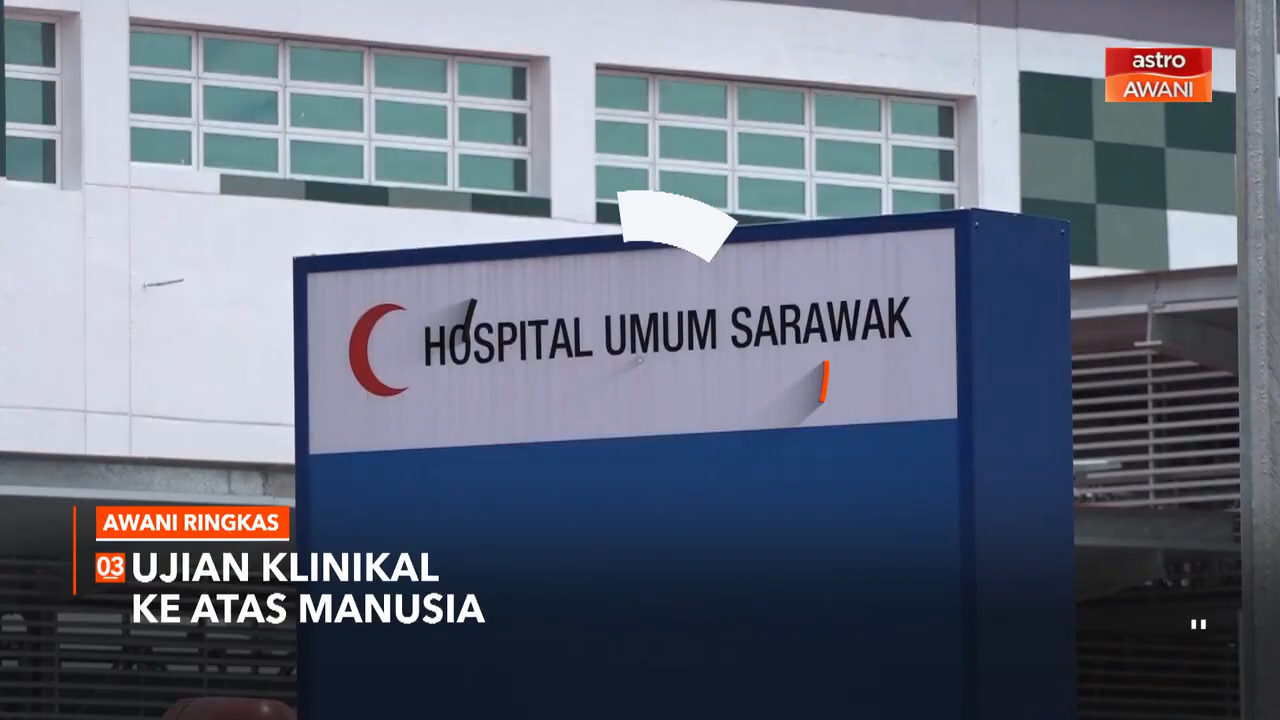 astro
AWANI
HOSPITAL UMUM SARAWAK
AWANI RINGKAS
03 UJIAN KLINIKAL
KE ATAS MANUSIA